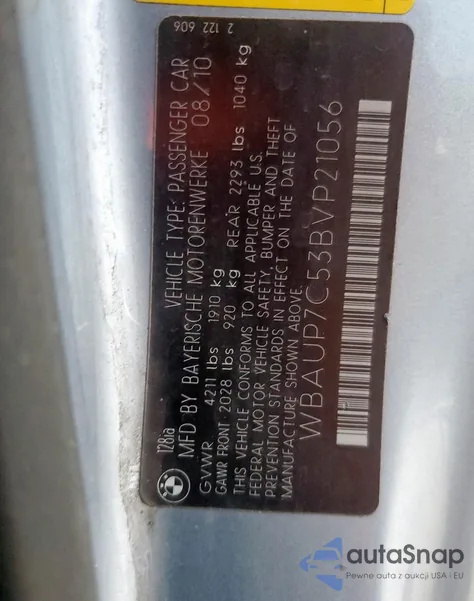 128ia
VEHICLE TYPE: PASSENGER CAR
MFD BY BAYERISCHE MOTORENWERKE 08/10
GVWR 4211 lbs 1910 kg
GAWR FRONT 2028 lbs 920 kg REAR 2293 lbs 1040 kg
THIS VEHICLE CONFORMS TO ALL APPLICABLE U.S.
FEDERAL MOTOR VEHICLE SAFETY, BUMPER AND THEFT
PREVENTION STANDARDS IN EFFECT ON THE DATE OF
MANUFACTURE SHOWN ABOVE.
WBAUP7C53BVP21056
2 122 606
BMW
autoSnap
Pewne auta z aukcji USA i EU